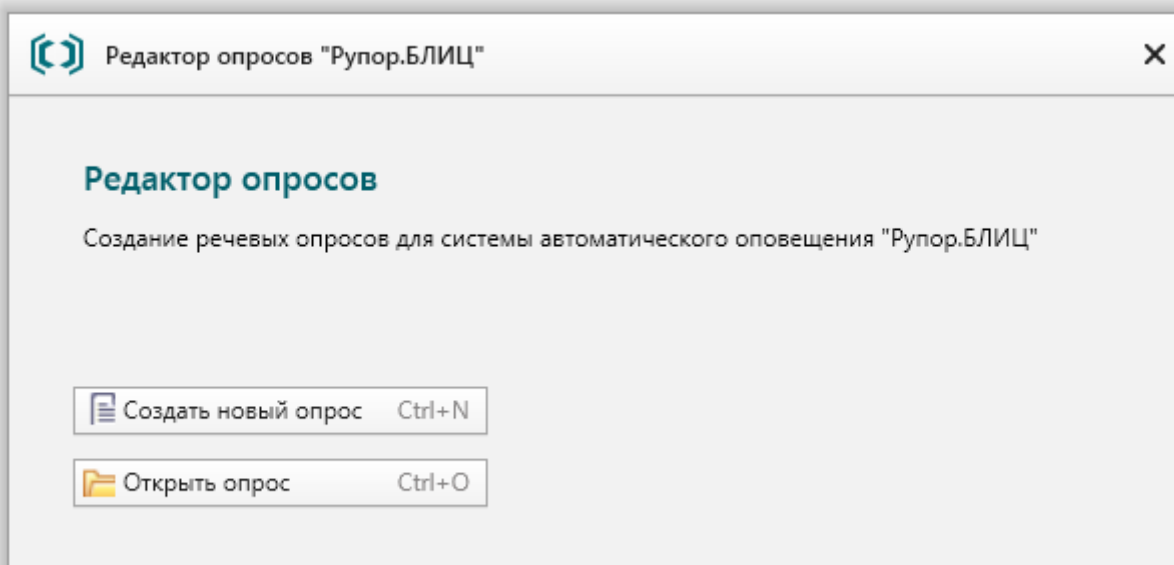 Редактор опросов "Рупор.БЛИЦ"
Редактор опросов
Создание речевых опросов для системы автоматического оповещения "Рупор.БЛИЦ"
Создать новый опрос Ctrl+N
Открыть опрос Ctrl+O